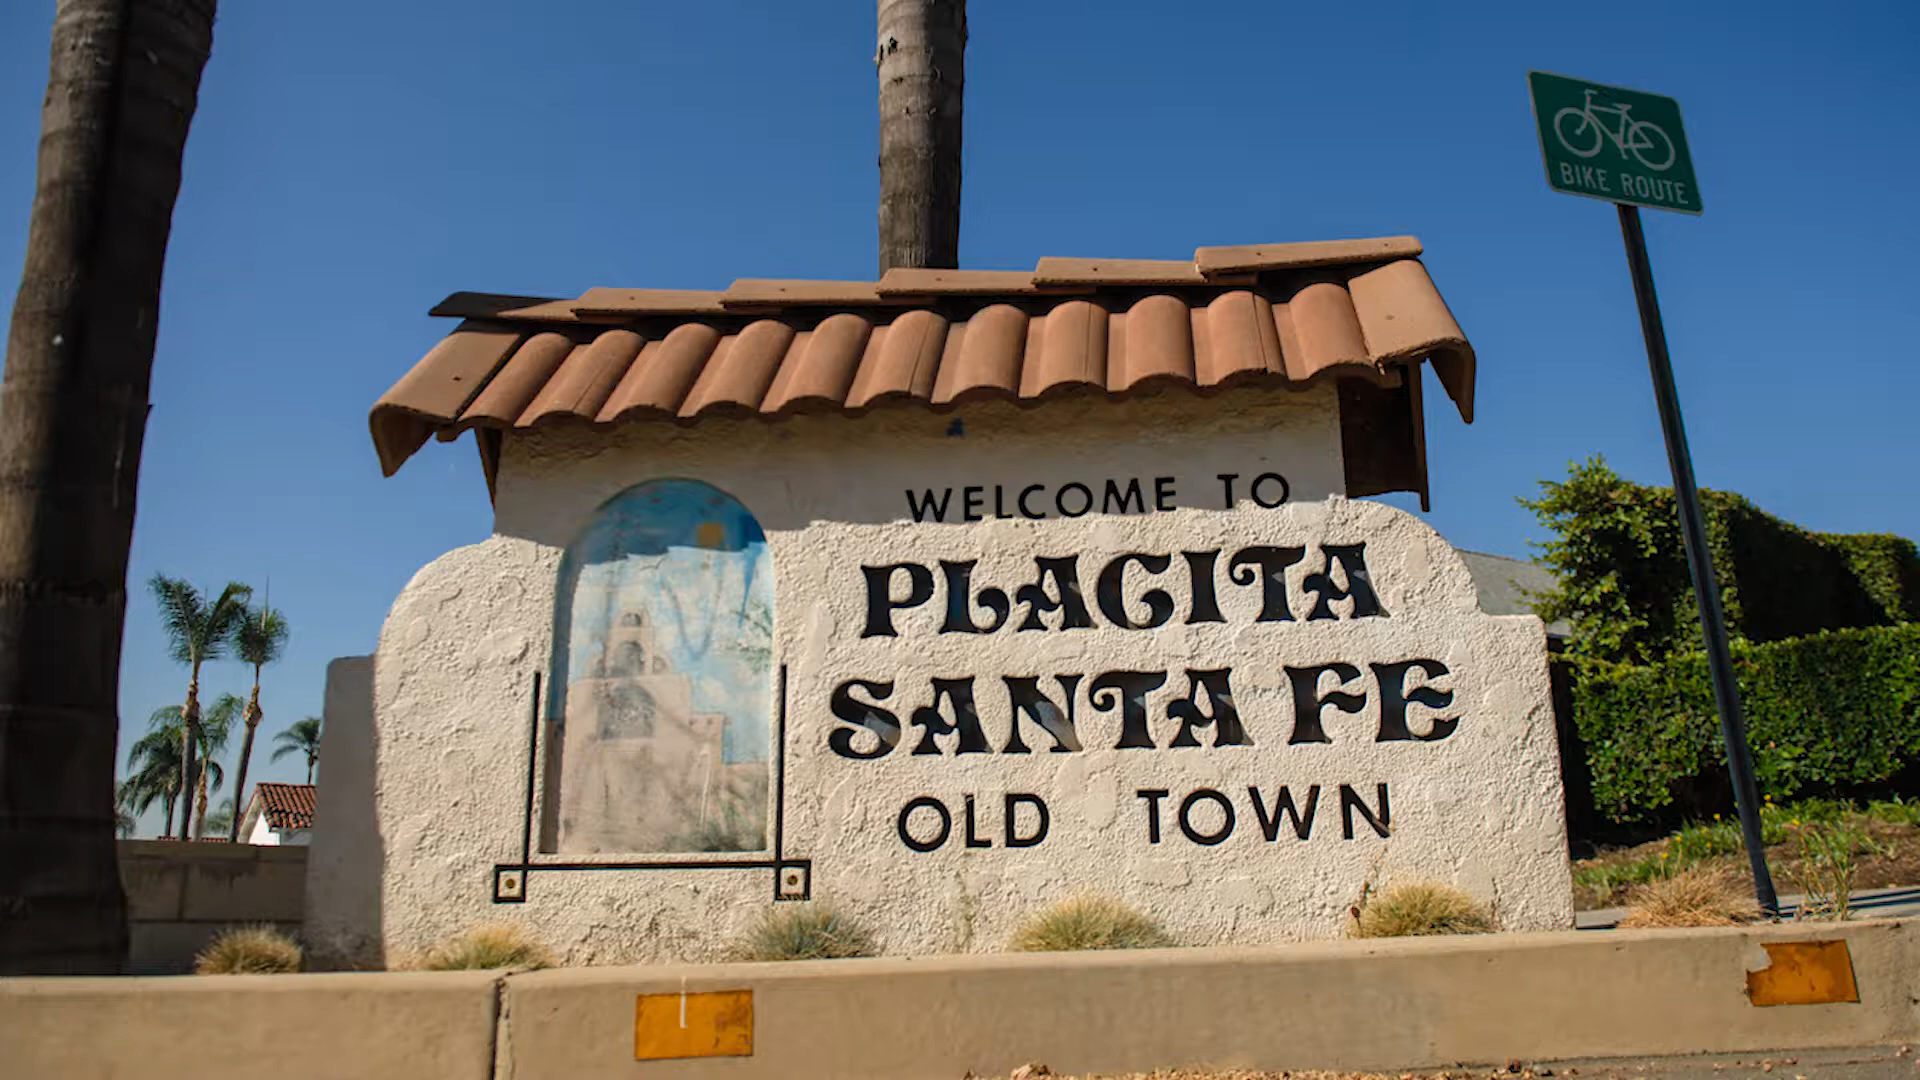 BIKE ROUTE
WELCOME TO
PLACITA
SANTA FE
OLD TOWN